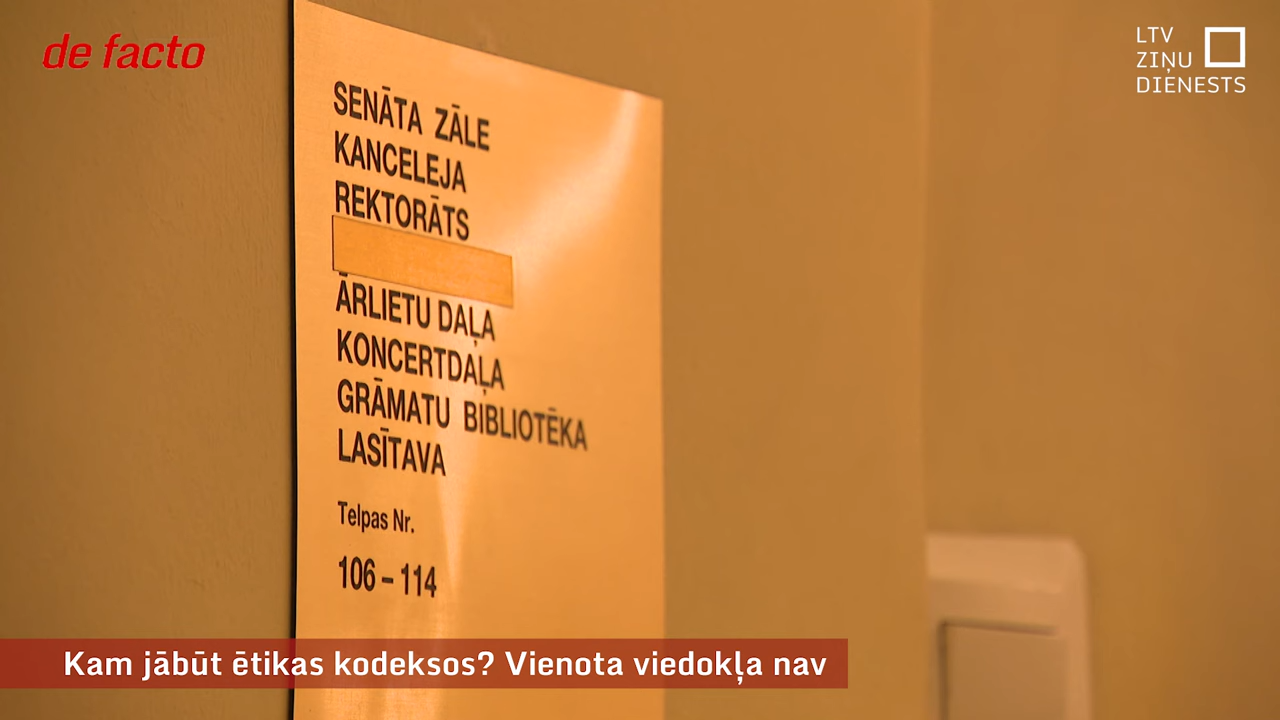 de facto
LTV
ZIŅU
DIENESTS
SENĀTA ZĀLE
KANCELEJA
REKTORĀTS
ĀRLIETU DAĻA
KONCERTDAĻA
GRĀMATU BIBLIOTĒKA
LASĪTAVA
Telpas Nr.
106 – 114
Kam jābūt ētikas kodeksos? Vienota viedokļa nav